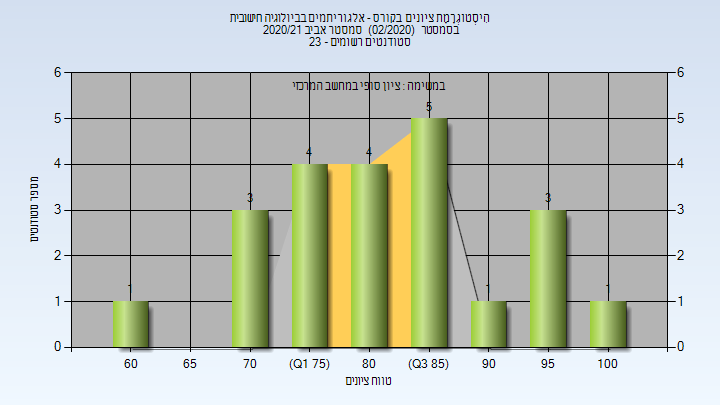 הִיסְטוֹגְרָמַת ציונים בקורס - אלגוריתמים בביולוגיה חישובית
בסמסטר (02/2020) סמסטר אביב 2020/21
סטודנטים רשומים - 23
במשימה : ציון סופי במחשב המרכזי
מספר סטודנטים
6 6
5 5
4 4
3 3
2 2
1 1
0 0
1 3 4 4 5 1 3 1
60 65 70 (Q1 75) 80 (Q3 85) 90 95 100
טווח ציונים